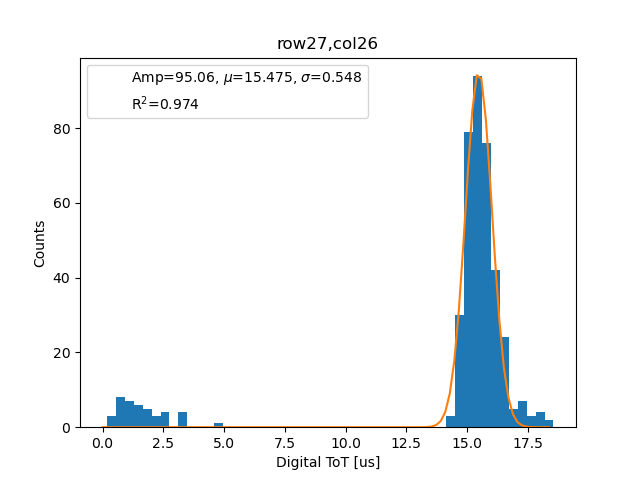 row27,col26
Amp=95.06, μ=15.475, σ=0.548
R²=0.974
Counts
80
60
40
20
0
0.0 2.5 5.0 7.5 10.0 12.5 15.0 17.5
Digital ToT [us]